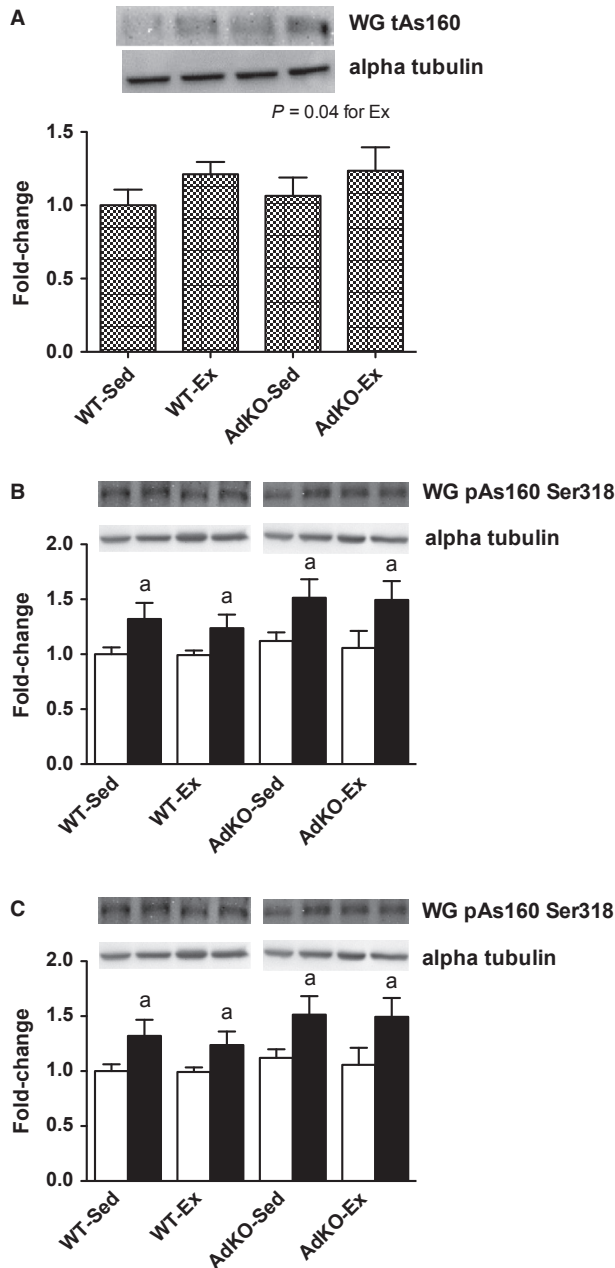 A
WG tAs160
alpha tubulin
P = 0.04 for Ex
Fold-change
1.5
1.0
0.5
0.0
WT-Sed
WT-Ex
AdKO-Sed
AdKO-Ex
B
WG pAs160 Ser318
alpha tubulin
Fold-change
2.0
1.5
1.0
0.5
0.0
a
a
a
a
WT-Sed
WT-Ex
AdKO-Sed
AdKO-Ex
C
WG pAs160 Ser318
alpha tubulin
Fold-change
2.0
1.5
1.0
0.5
0.0
a
a
a
a
WT-Sed
WT-Ex
AdKO-Sed
AdKO-Ex